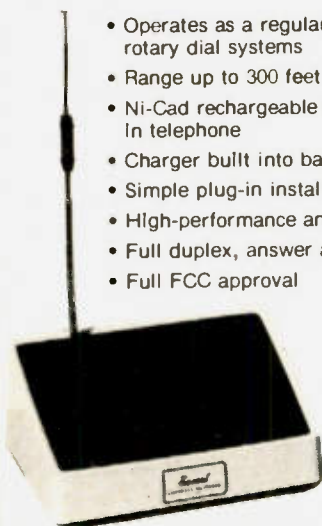 • Operates as a regular
rotary dial systems
• Range up to 300 feet
• Ni-Cad rechargeable
in telephone
• Charger built into ba
• Simple plug-in instal
• High-performance an
• Full duplex, answer a
• Full FCC approval